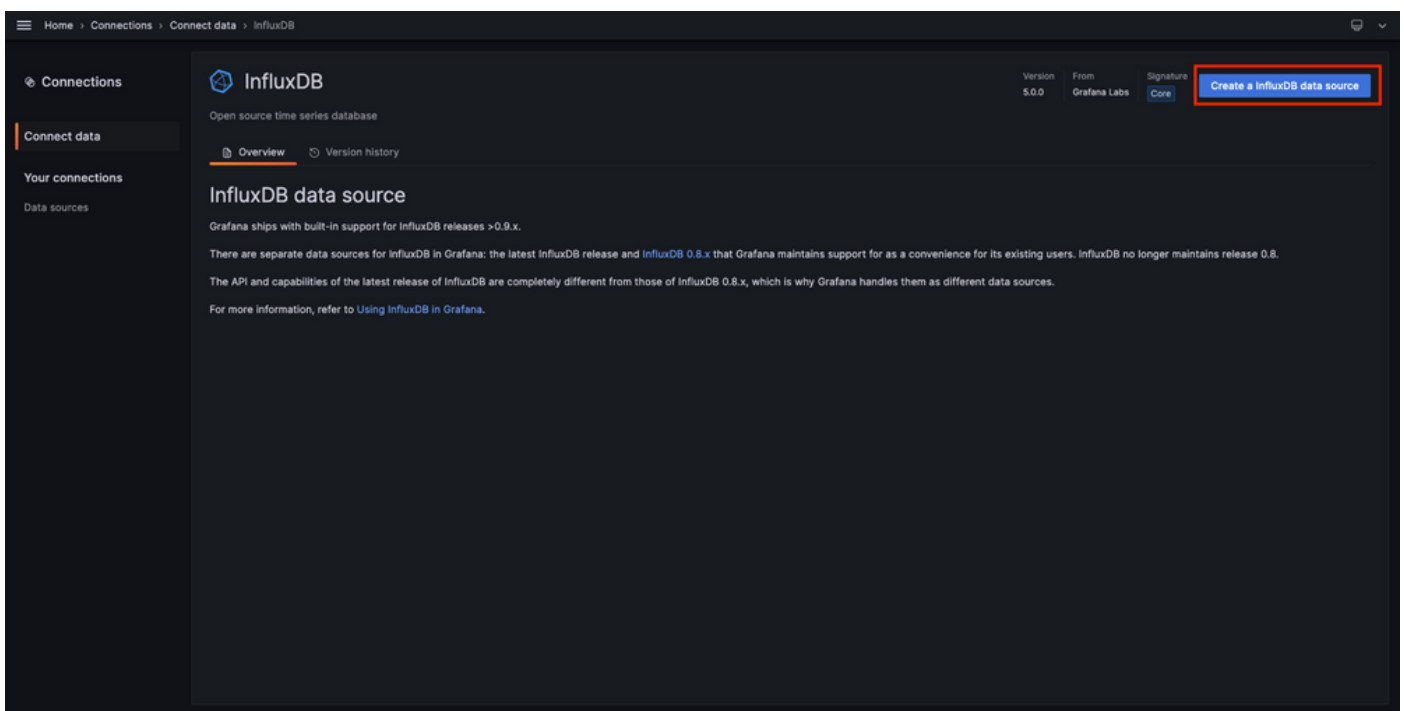 Home › Connections › Connect data › InfluxDB
Connections
Connect data
Your connections
Data sources
InfluxDB
Open source time series database
Version
5.0.0
From
Grafana Labs
Signature
Core
Create a InfluxDB data source
Overview
Version history
InfluxDB data source
Grafana ships with built-in support for InfluxDB releases >0.9.x.
There are separate data sources for InfluxDB in Grafana: the latest InfluxDB release and InfluxDB 0.8.x that Grafana maintains support for as a convenience for its existing users. InfluxDB no longer maintains release 0.8.
The API and capabilities of the latest release of InfluxDB are completely different from those of InfluxDB 0.8.x, which is why Grafana handles them as different data sources.
For more information, refer to Using InfluxDB in Grafana.